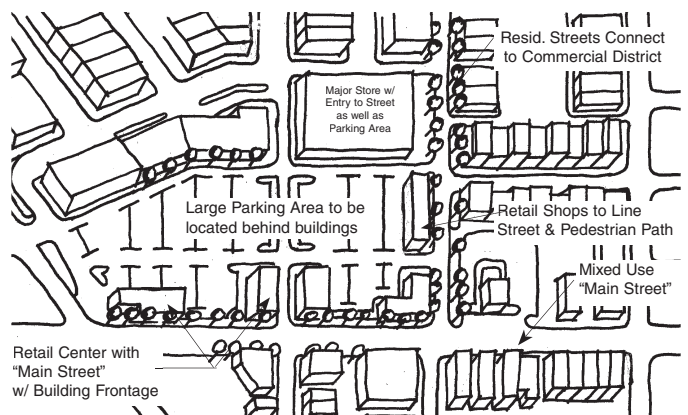 Resid. Streets Connect
to Commercial District
Major Store w/
Entry to Street
as well as
Parking Area
Large Parking Area to be
located behind buildings
Retail Shops to Line
Street & Pedestrian Path
Mixed Use
“Main Street”
Retail Center with
“Main Street”
w/ Building Frontage